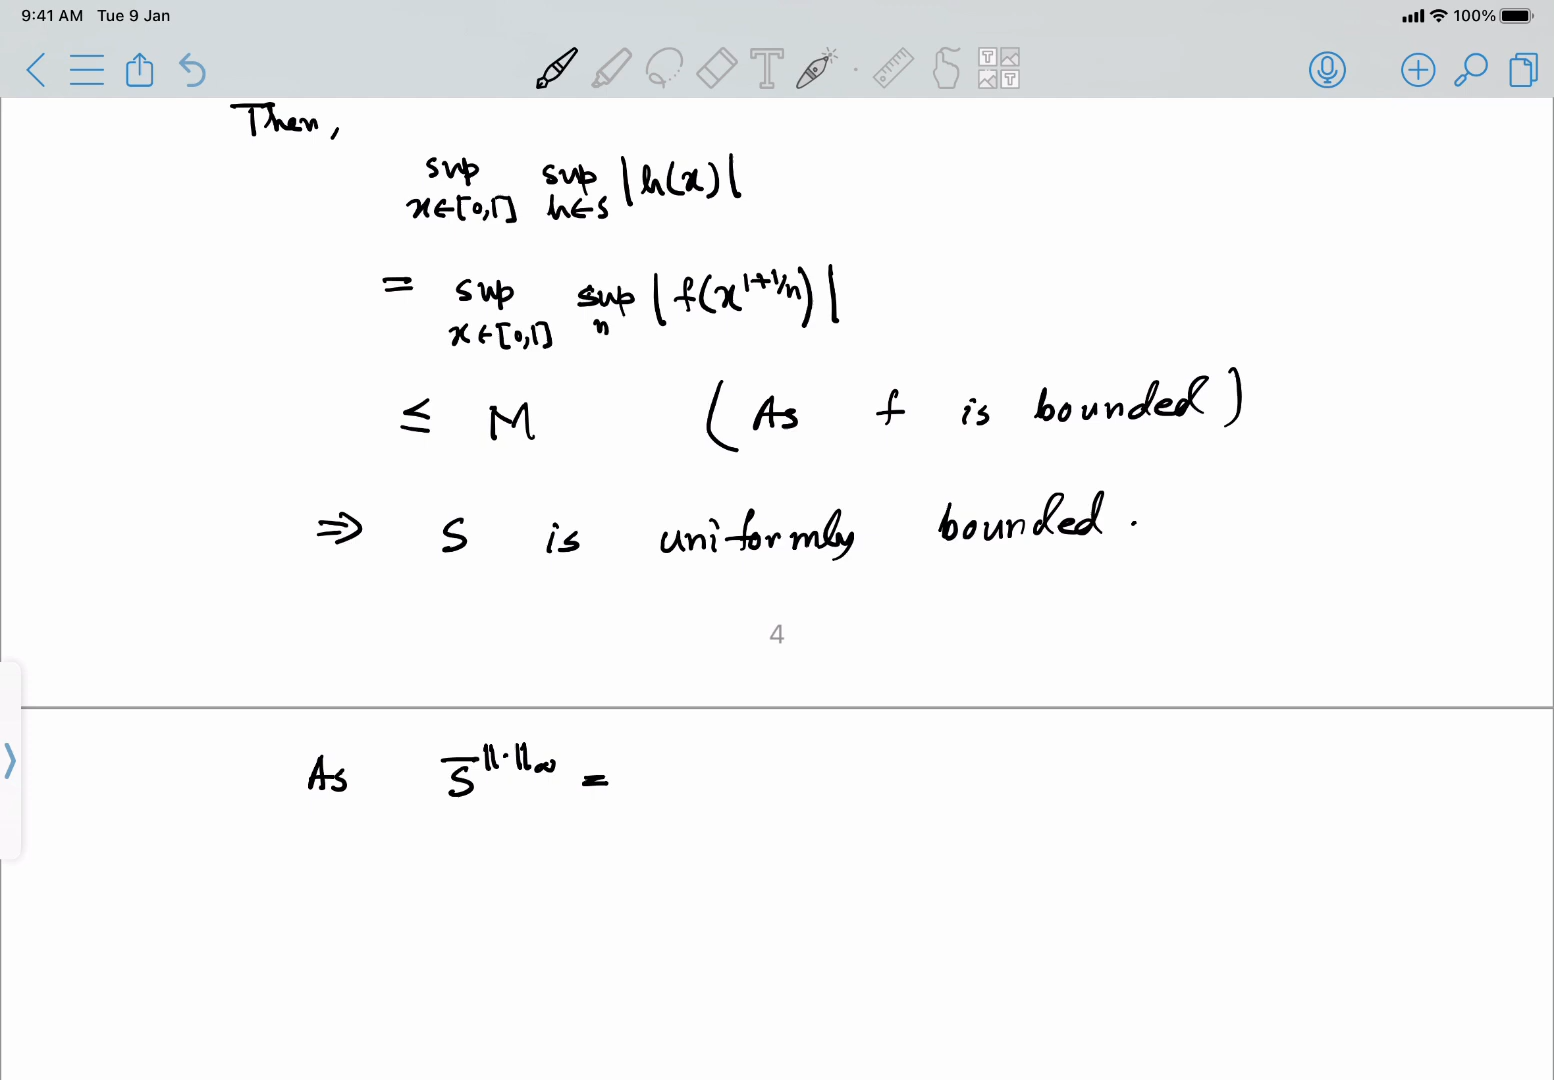 9:41 AM Tue 9 Jan 100%
Then,
sup sup |h(x)|
x∈[0,1] h∈S
= sup sup |f(x^{1+1/n})|
x∈[0,1] n
≤ M (As f is bounded)
⇒ S is uniformly bounded.
4
As \overline{S}^{||·||_∞} =